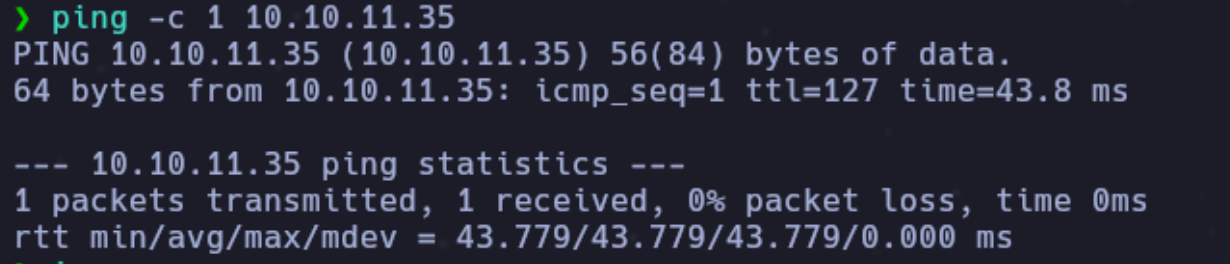 ❯ ping -c 1 10.10.11.35
PING 10.10.11.35 (10.10.11.35) 56(84) bytes of data.
64 bytes from 10.10.11.35: icmp_seq=1 ttl=127 time=43.8 ms
--- 10.10.11.35 ping statistics ---
1 packets transmitted, 1 received, 0% packet loss, time 0ms
rtt min/avg/max/mdev = 43.779/43.779/43.779/0.000 ms